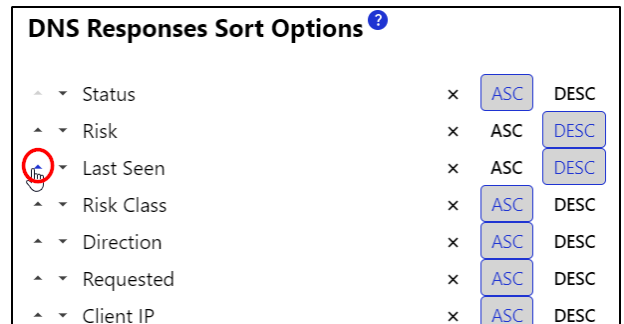 DNS Responses Sort Options ?
Status × ASC DESC
Risk × ASC DESC
Last Seen × ASC DESC
Risk Class × ASC DESC
Direction × ASC DESC
Requested × ASC DESC
Client IP × ASC DESC